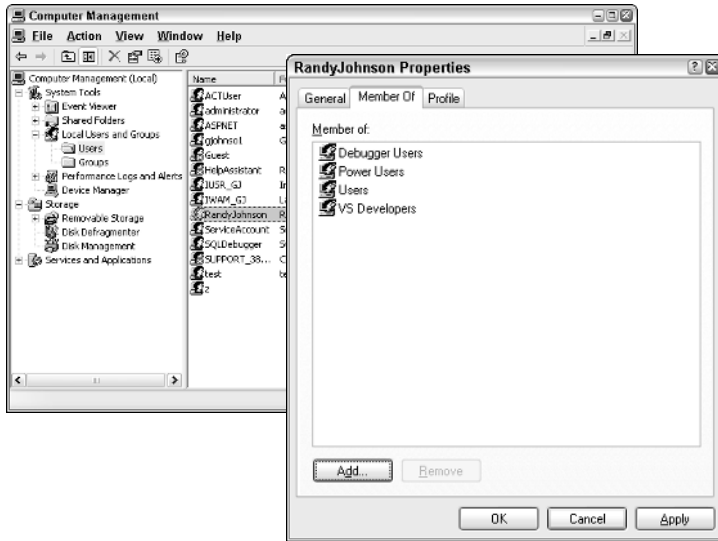 Computer Management
File Action View Window Help
Computer Management (Local)
System Tools
Event Viewer
Shared Folders
Local Users and Groups
Users
Groups
Performance Logs and Alerts
Device Manager
Storage
Removable Storage
Disk Defragmenter
Disk Management
Services and Applications
Name
ACTUser
administrator
ASPNET
gjohnso1
Guest
HelpAssistant
IUSR_GJ
IWAM_GJ
RandyJohnson
ServiceAccount
SQLDebugger
SUPPORT_38...
test
z
RandyJohnson Properties
General Member Of Profile
Member of:
Debugger Users
Power Users
Users
VS Developers
Add... Remove
OK Cancel Apply